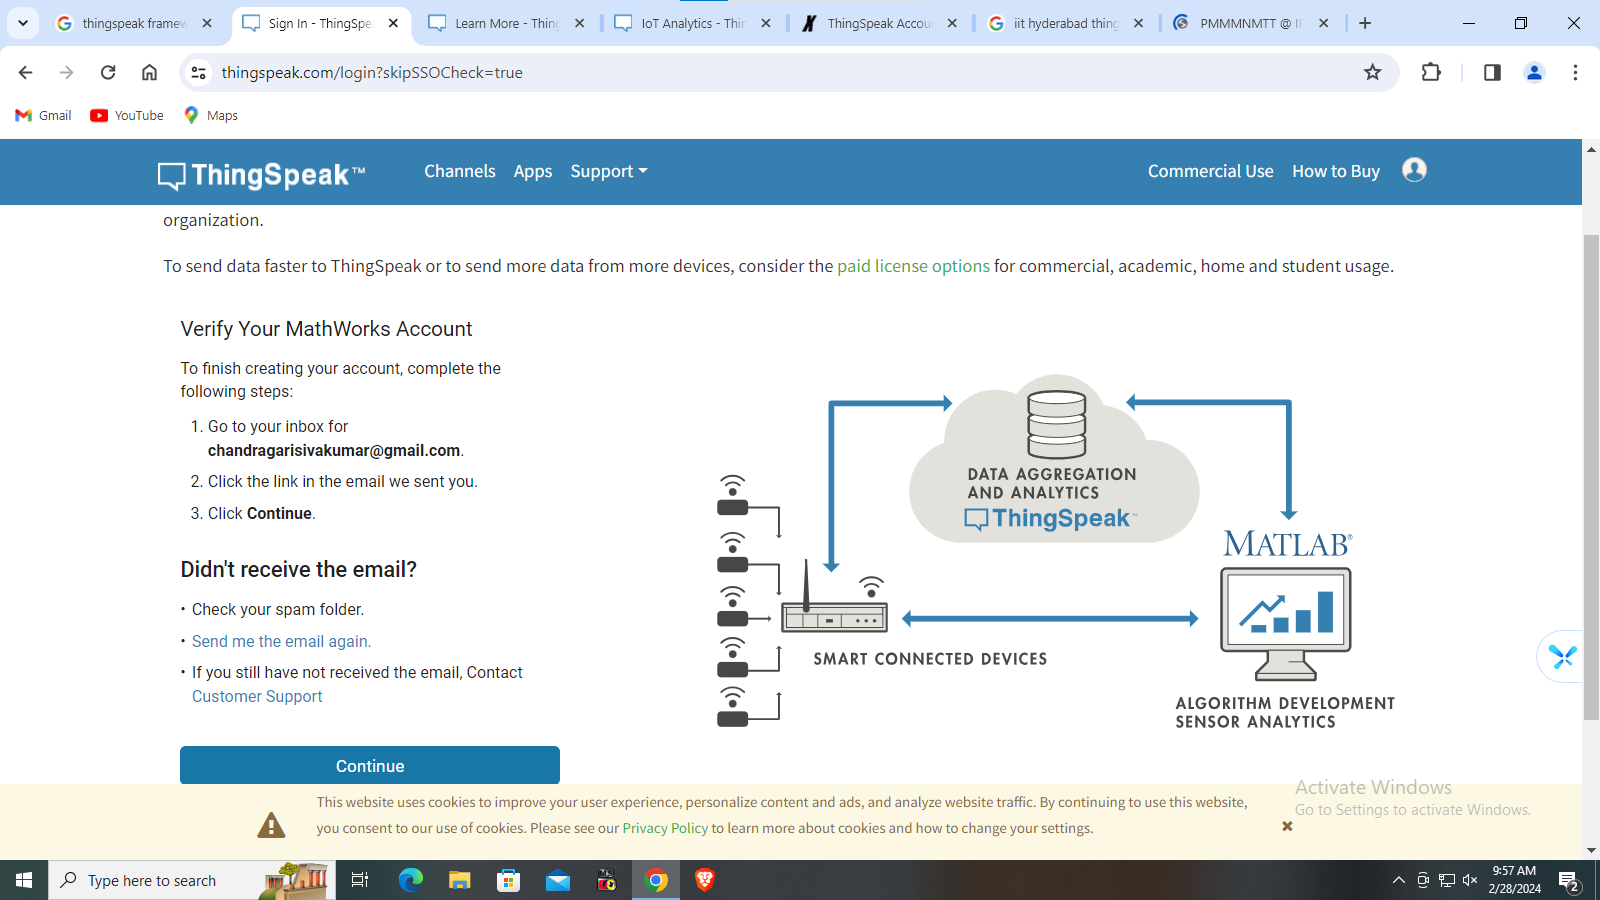 thingspeak framew
Sign In - ThingSpe
Learn More - Thing
IoT Analytics - Thin
ThingSpeak Accou
iit hyderabad thing
PMMMNMTT @ II
thingspeak.com/login?skipSSOCheck=true
Gmail
YouTube
Maps
ThingSpeak™
Channels
Apps
Support
Commercial Use
How to Buy
organization.
To send data faster to ThingSpeak or to send more data from more devices, consider the paid license options for commercial, academic, home and student usage.
Verify Your MathWorks Account
To finish creating your account, complete the
following steps:
1. Go to your inbox for
chandragarisivakumar@gmail.com.
2. Click the link in the email we sent you.
3. Click Continue.
Didn't receive the email?
• Check your spam folder.
• Send me the email again.
• If you still have not received the email, Contact
Customer Support
Continue
DATA AGGREGATION
AND ANALYTICS
ThingSpeak™
MATLAB®
SMART CONNECTED DEVICES
ALGORITHM DEVELOPMENT
SENSOR ANALYTICS
This website uses cookies to improve your user experience, personalize content and ads, and analyze website traffic. By continuing to use this website,
you consent to our use of cookies. Please see our Privacy Policy to learn more about cookies and how to change your settings.
Activate Windows
Go to Settings to activate Windows.
Type here to search
9:57 AM
2/28/2024
2